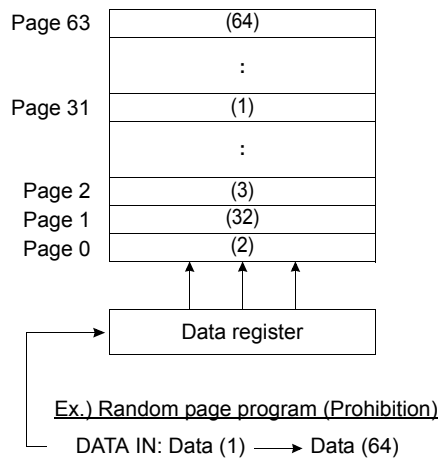 Page 63 (64)
:
Page 31 (1)
:
Page 2 (3)
Page 1 (32)
Page 0 (2)
Data register
Ex.) Random page program (Prohibition)
DATA IN: Data (1) → Data (64)